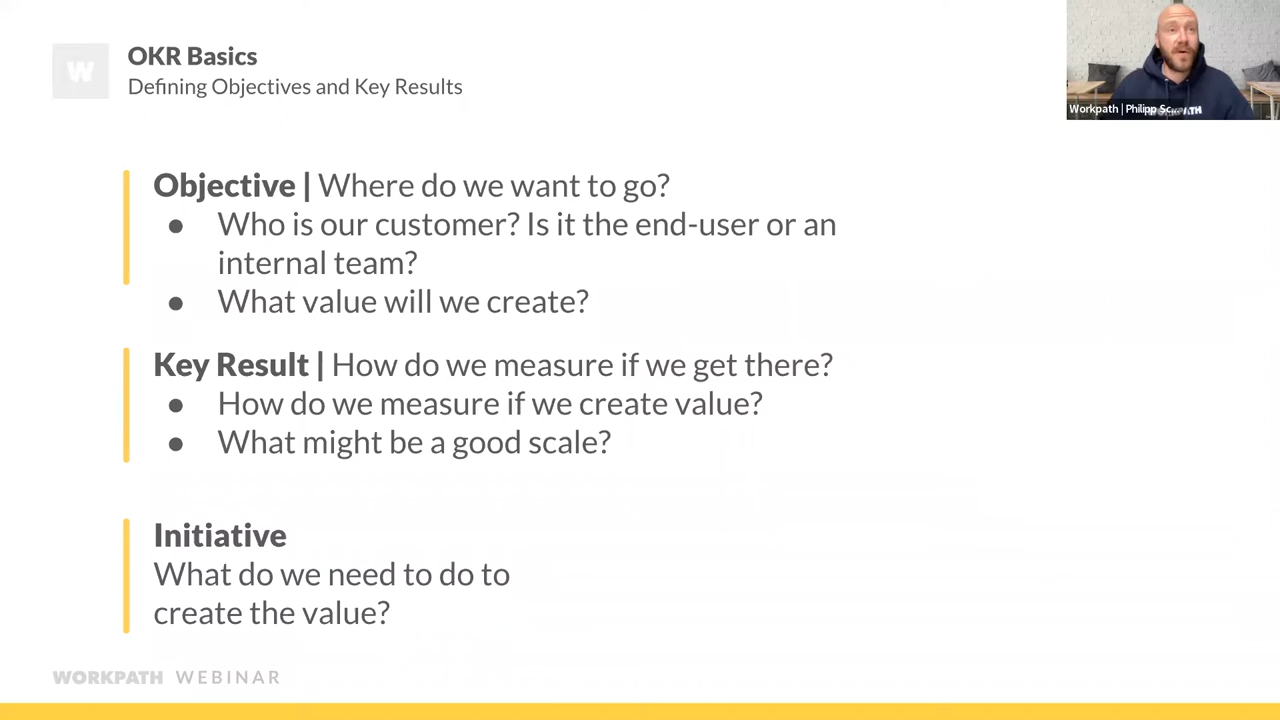 W
OKR Basics
Defining Objectives and Key Results
Workpath | Philipp Sc...
Objective | Where do we want to go?
● Who is our customer? Is it the end-user or an
internal team?
● What value will we create?
Key Result | How do we measure if we get there?
● How do we measure if we create value?
● What might be a good scale?
Initiative
What do we need to do to
create the value?
WORKPATH WEBINAR